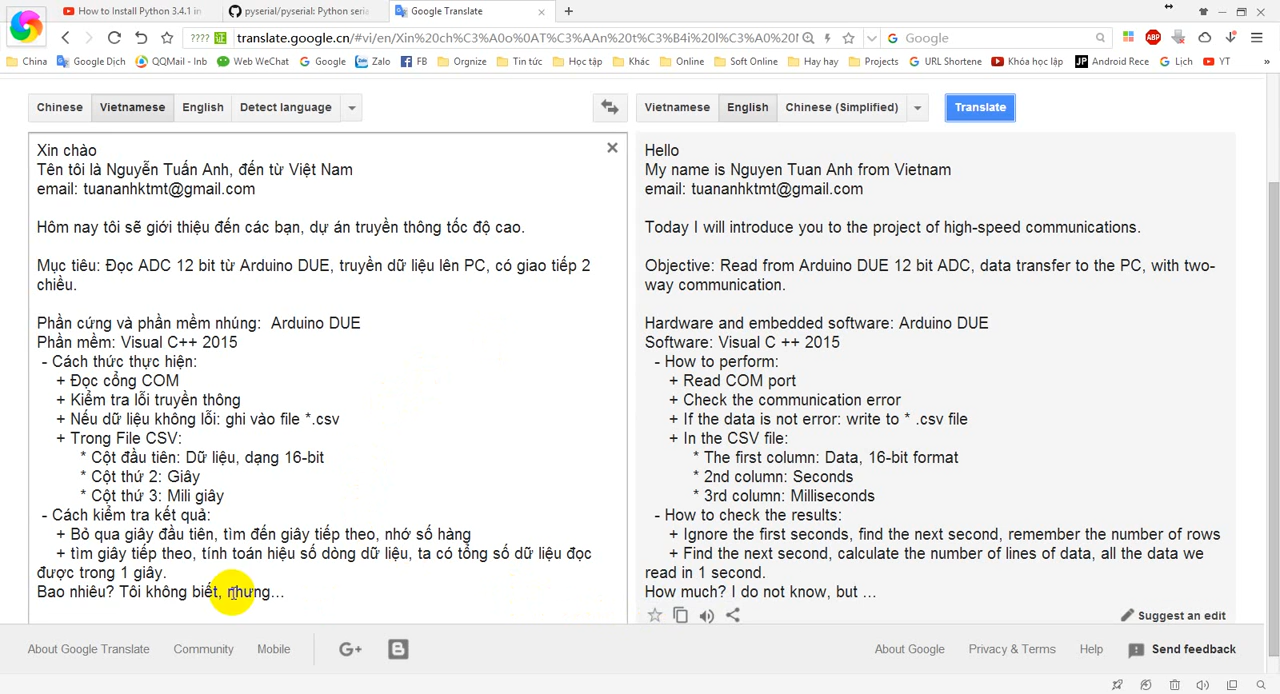 How to Install Python 3.4.1 in
pyserial/pyserial: Python seria
Google Translate
???? 证 translate.google.cn/#vi/en/Xin%20ch%C3%A0o%0AT%C3%AAn%20t%C3%B4i%20l%C3%A0%20
Google
China Google Dịch QQMail - Inb Web WeChat Google Zalo FB Orgnize Tin tức Học tập Khác Online Soft Online Hay hay Projects URL Shortene Khóa học lập Android Rece Lịch YT »
Chinese Vietnamese English Detect language
Vietnamese English Chinese (Simplified) Translate
Xin chào
Tên tôi là Nguyễn Tuấn Anh, đến từ Việt Nam
email: tuananhktmt@gmail.com
Hôm nay tôi sẽ giới thiệu đến các bạn, dự án truyền thông tốc độ cao.
Mục tiêu: Đọc ADC 12 bit từ Arduino DUE, truyền dữ liệu lên PC, có giao tiếp 2
chiều.
Phần cứng và phần mềm nhúng: Arduino DUE
Phần mềm: Visual C++ 2015
- Cách thức thực hiện:
+ Đọc cổng COM
+ Kiểm tra lỗi truyền thông
+ Nếu dữ liệu không lỗi: ghi vào file *.csv
+ Trong File CSV:
* Cột đầu tiên: Dữ liệu, dạng 16-bit
* Cột thứ 2: Giây
* Cột thứ 3: Mili giây
- Cách kiểm tra kết quả:
+ Bỏ qua giây đầu tiên, tìm đến giây tiếp theo, nhớ số hàng
+ tìm giây tiếp theo, tính toán hiệu số dòng dữ liệu, ta có tổng số dữ liệu đọc
được trong 1 giây.
Bao nhiêu? Tôi không biết, nhưng...
Hello
My name is Nguyen Tuan Anh from Vietnam
email: tuananhktmt@gmail.com
Today I will introduce you to the project of high-speed communications.
Objective: Read from Arduino DUE 12 bit ADC, data transfer to the PC, with two-
way communication.
Hardware and embedded software: Arduino DUE
Software: Visual C ++ 2015
- How to perform:
+ Read COM port
+ Check the communication error
+ If the data is not error: write to * .csv file
+ In the CSV file:
* The first column: Data, 16-bit format
* 2nd column: Seconds
* 3rd column: Milliseconds
- How to check the results:
+ Ignore the first seconds, find the next second, remember the number of rows
+ Find the next second, calculate the number of lines of data, all the data we
read in 1 second.
How much? I do not know, but ...
Suggest an edit
About Google Translate Community Mobile G+
About Google Privacy & Terms Help Send feedback